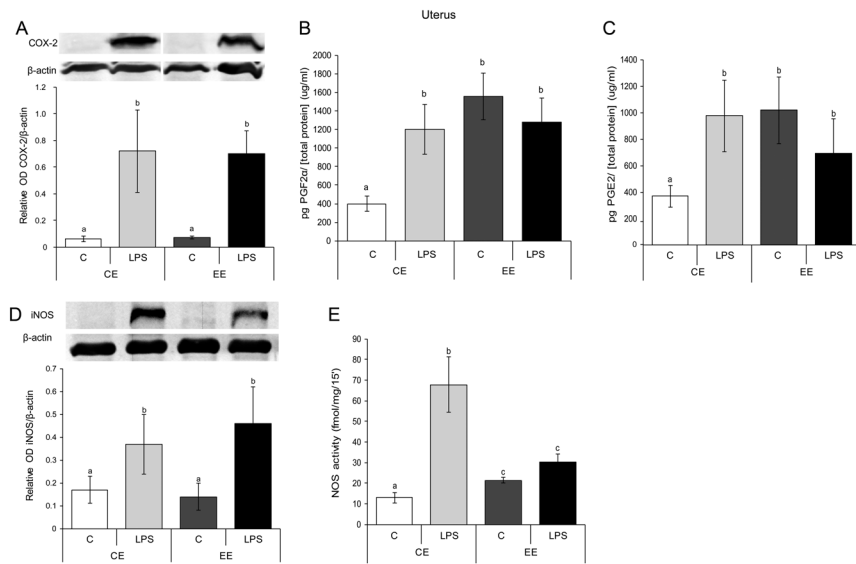 Uterus
A
COX-2
β-actin
Relative OD COX-2/β-actin
1.2
1.0
0.8
0.6
0.4
0.2
0
a
b
a
b
C LPS C LPS
CE EE
B
pg PGF2α/ [total protein] (ug/ml)
2000
1800
1600
1400
1200
1000
800
600
400
200
0
a
b
b
b
C LPS C LPS
CE EE
C
pg PGE2/ [total protein] (ug/ml)
1400
1200
1000
800
600
400
200
0
a
b
b
b
C LPS C LPS
CE EE
D
iNOS
β-actin
Relative OD iNOS/β-actin
0.7
0.6
0.5
0.4
0.3
0.2
0.1
0
a
b
a
b
C LPS C LPS
CE EE
E
NOS activity (fmol/mg/15')
90
80
70
60
50
40
30
20
10
0
a
b
c
c
C LPS C LPS
CE EE